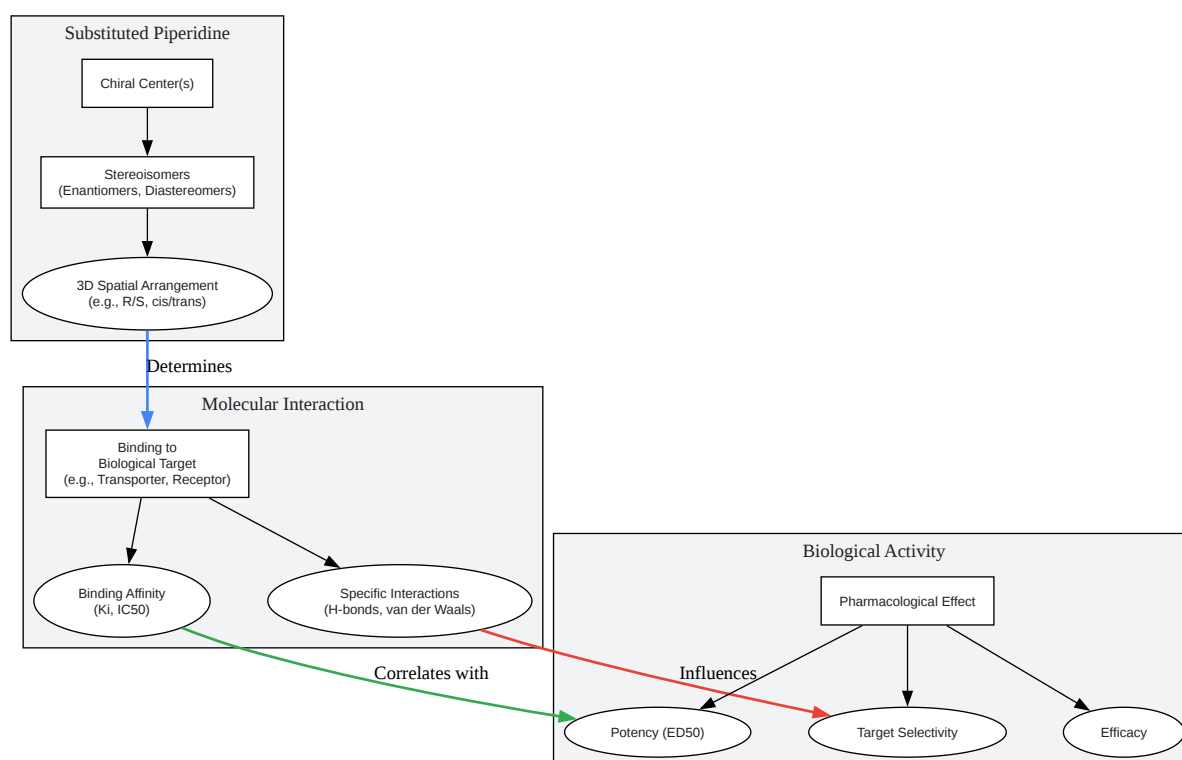 Substituted Piperidine
Chiral Center(s)
Stereoisomers
(Enantiomers, Diastereomers)
3D Spatial Arrangement
(e.g., R/S, cis/trans)
Determines
Molecular Interaction
Binding to
Biological Target
(e.g., Transporter, Receptor)
Binding Affinity
(Ki, IC50)
Specific Interactions
(H-bonds, van der Waals)
Correlates with
Influences
Biological Activity
Pharmacological Effect
Potency (ED50)
Target Selectivity
Efficacy